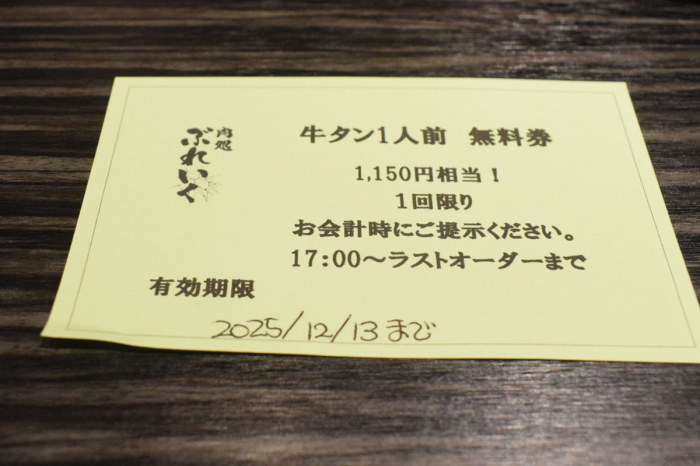 肉処
ぶれいく
牛タン1人前 無料券
1,150円相当！
1回限り
お会計時にご提示ください。
17:00～ラストオーダーまで
有効期限
2025/12/13まで